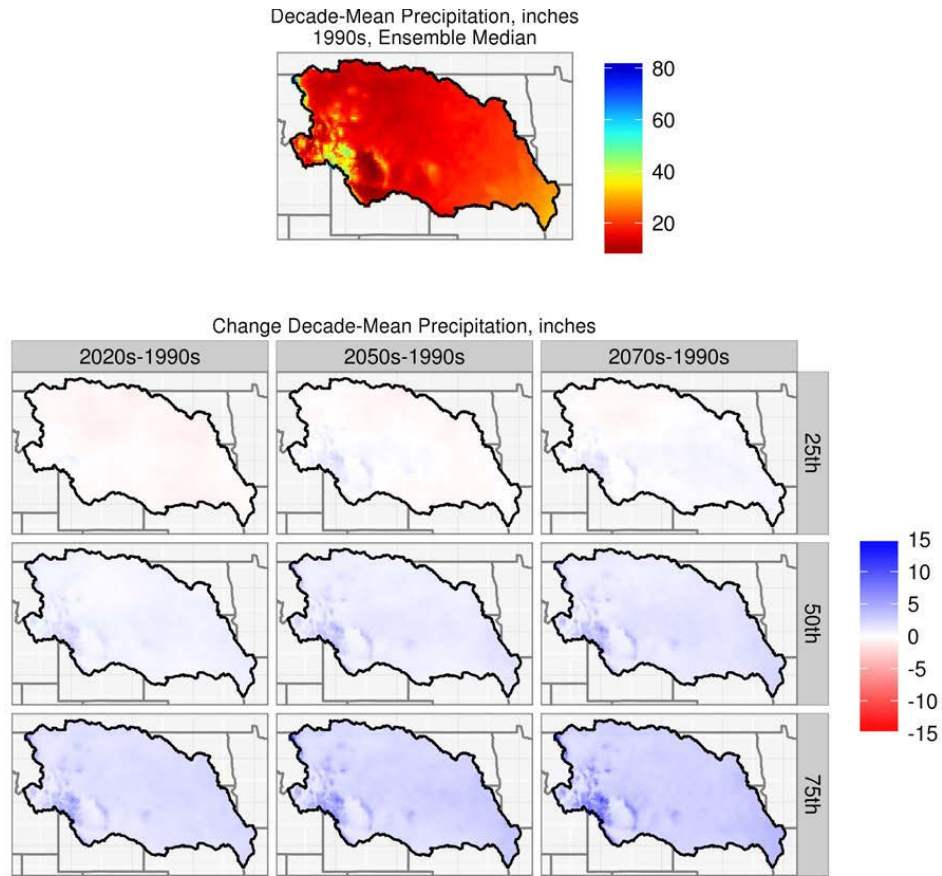 Decade-Mean Precipitation, inches
1990s, Ensemble Median
80
60
40
20
Change Decade-Mean Precipitation, inches
2020s-1990s
2050s-1990s
2070s-1990s
25th
50th
75th
15
10
5
0
-5
-10
-15